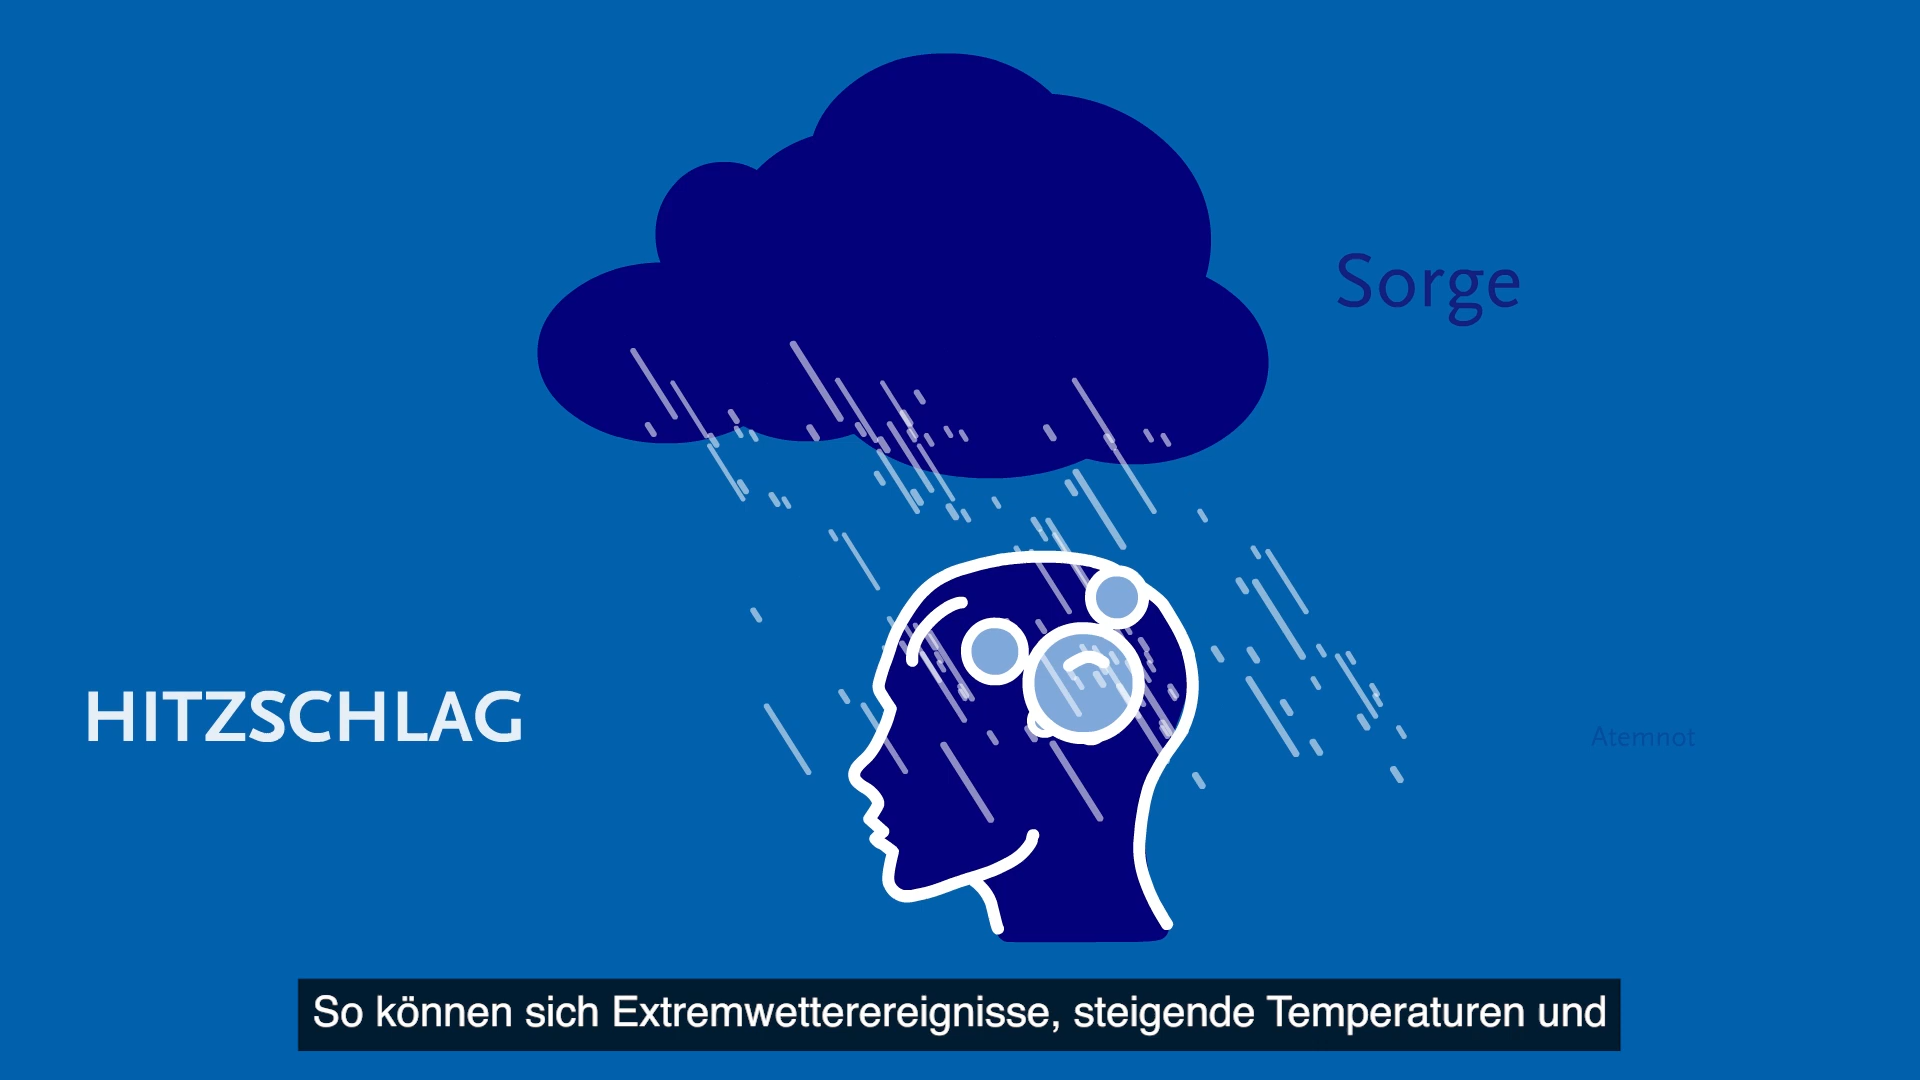 Sorge
HITZSCHLAG
Atemnot
So können sich Extremwetterereignisse, steigende Temperaturen und